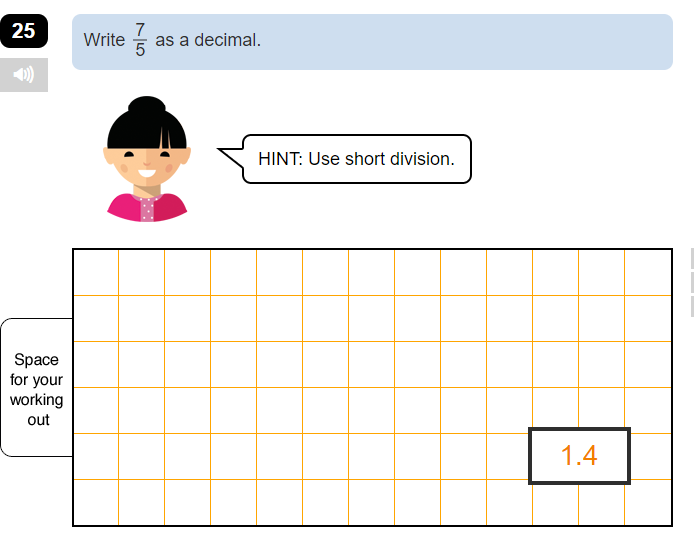 25
Write 7/5 as a decimal.
HINT: Use short division.
Space
for your
working
out
1.4